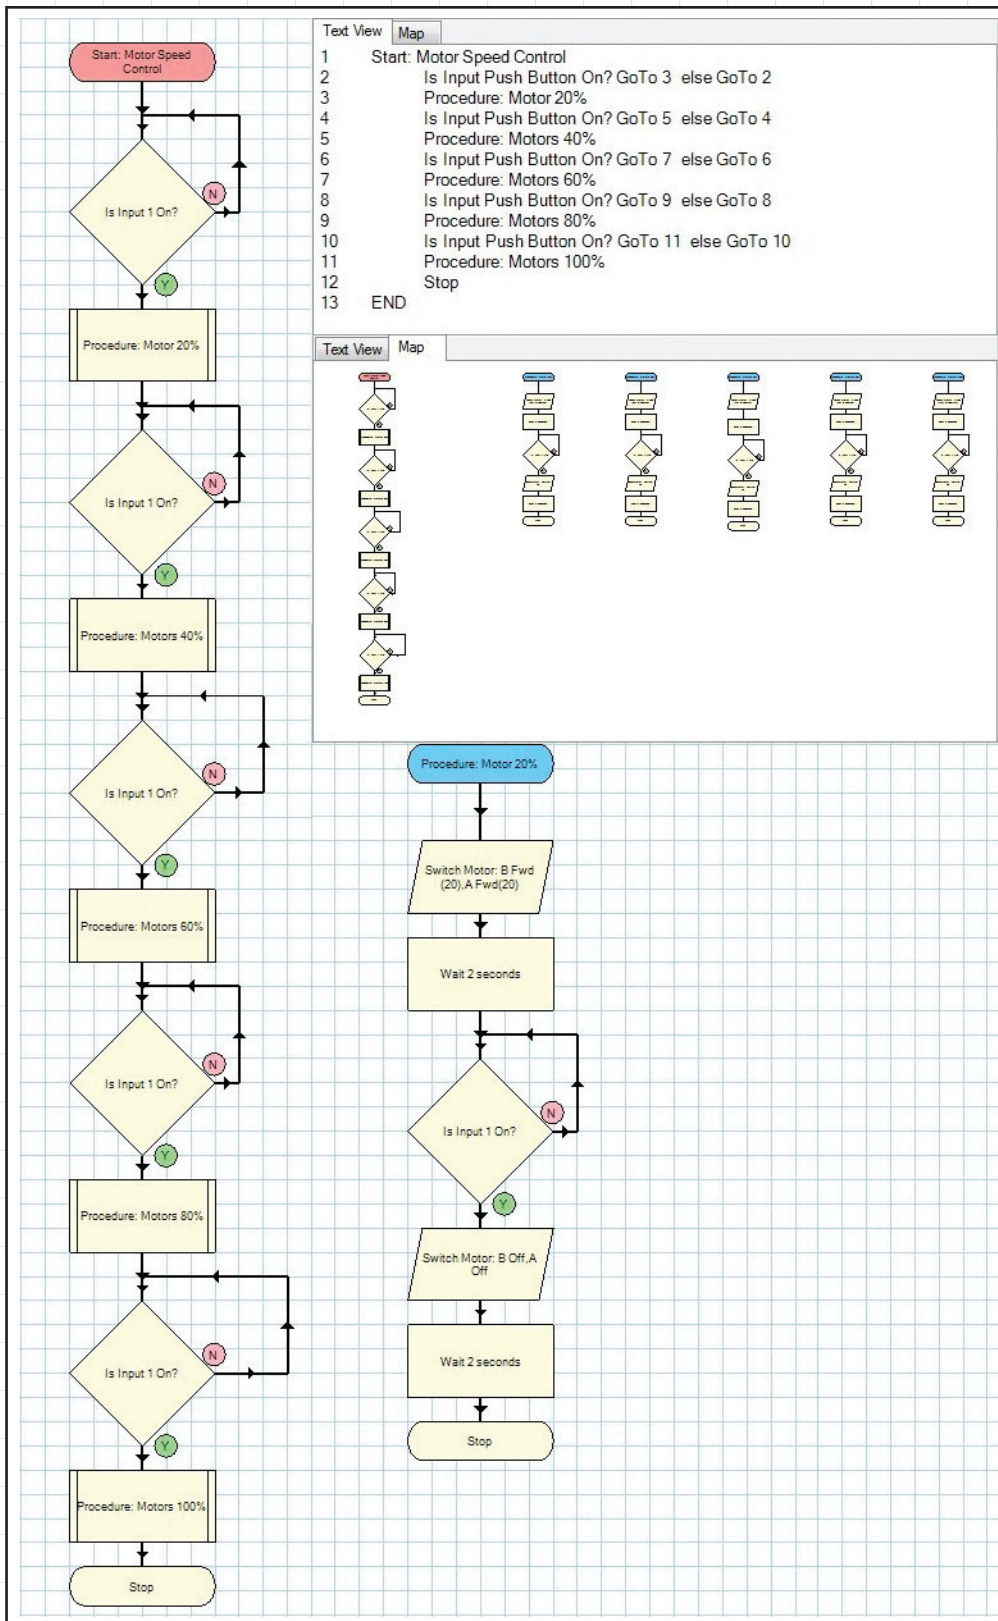 Start: Motor Speed
Control
Is Input 1 On?
N
Y
Procedure: Motor 20%
Is Input 1 On?
N
Y
Procedure: Motors 40%
Is Input 1 On?
N
Y
Procedure: Motors 60%
Is Input 1 On?
N
Y
Procedure: Motors 80%
Is Input 1 On?
N
Y
Procedure: Motors 100%
Stop
Text View Map
1 Start: Motor Speed Control
2 Is Input Push Button On? GoTo 3 else GoTo 2
3 Procedure: Motor 20%
4 Is Input Push Button On? GoTo 5 else GoTo 4
5 Procedure: Motors 40%
6 Is Input Push Button On? GoTo 7 else GoTo 6
7 Procedure: Motors 60%
8 Is Input Push Button On? GoTo 9 else GoTo 8
9 Procedure: Motors 80%
10 Is Input Push Button On? GoTo 11 else GoTo 10
11 Procedure: Motors 100%
12 Stop
13 END
Text View Map
Procedure: Motor 20%
Switch Motor: B Fwd
(20),A Fwd(20)
Wait 2 seconds
Is Input 1 On?
N
Y
Switch Motor: B Off,A
Off
Wait 2 seconds
Stop